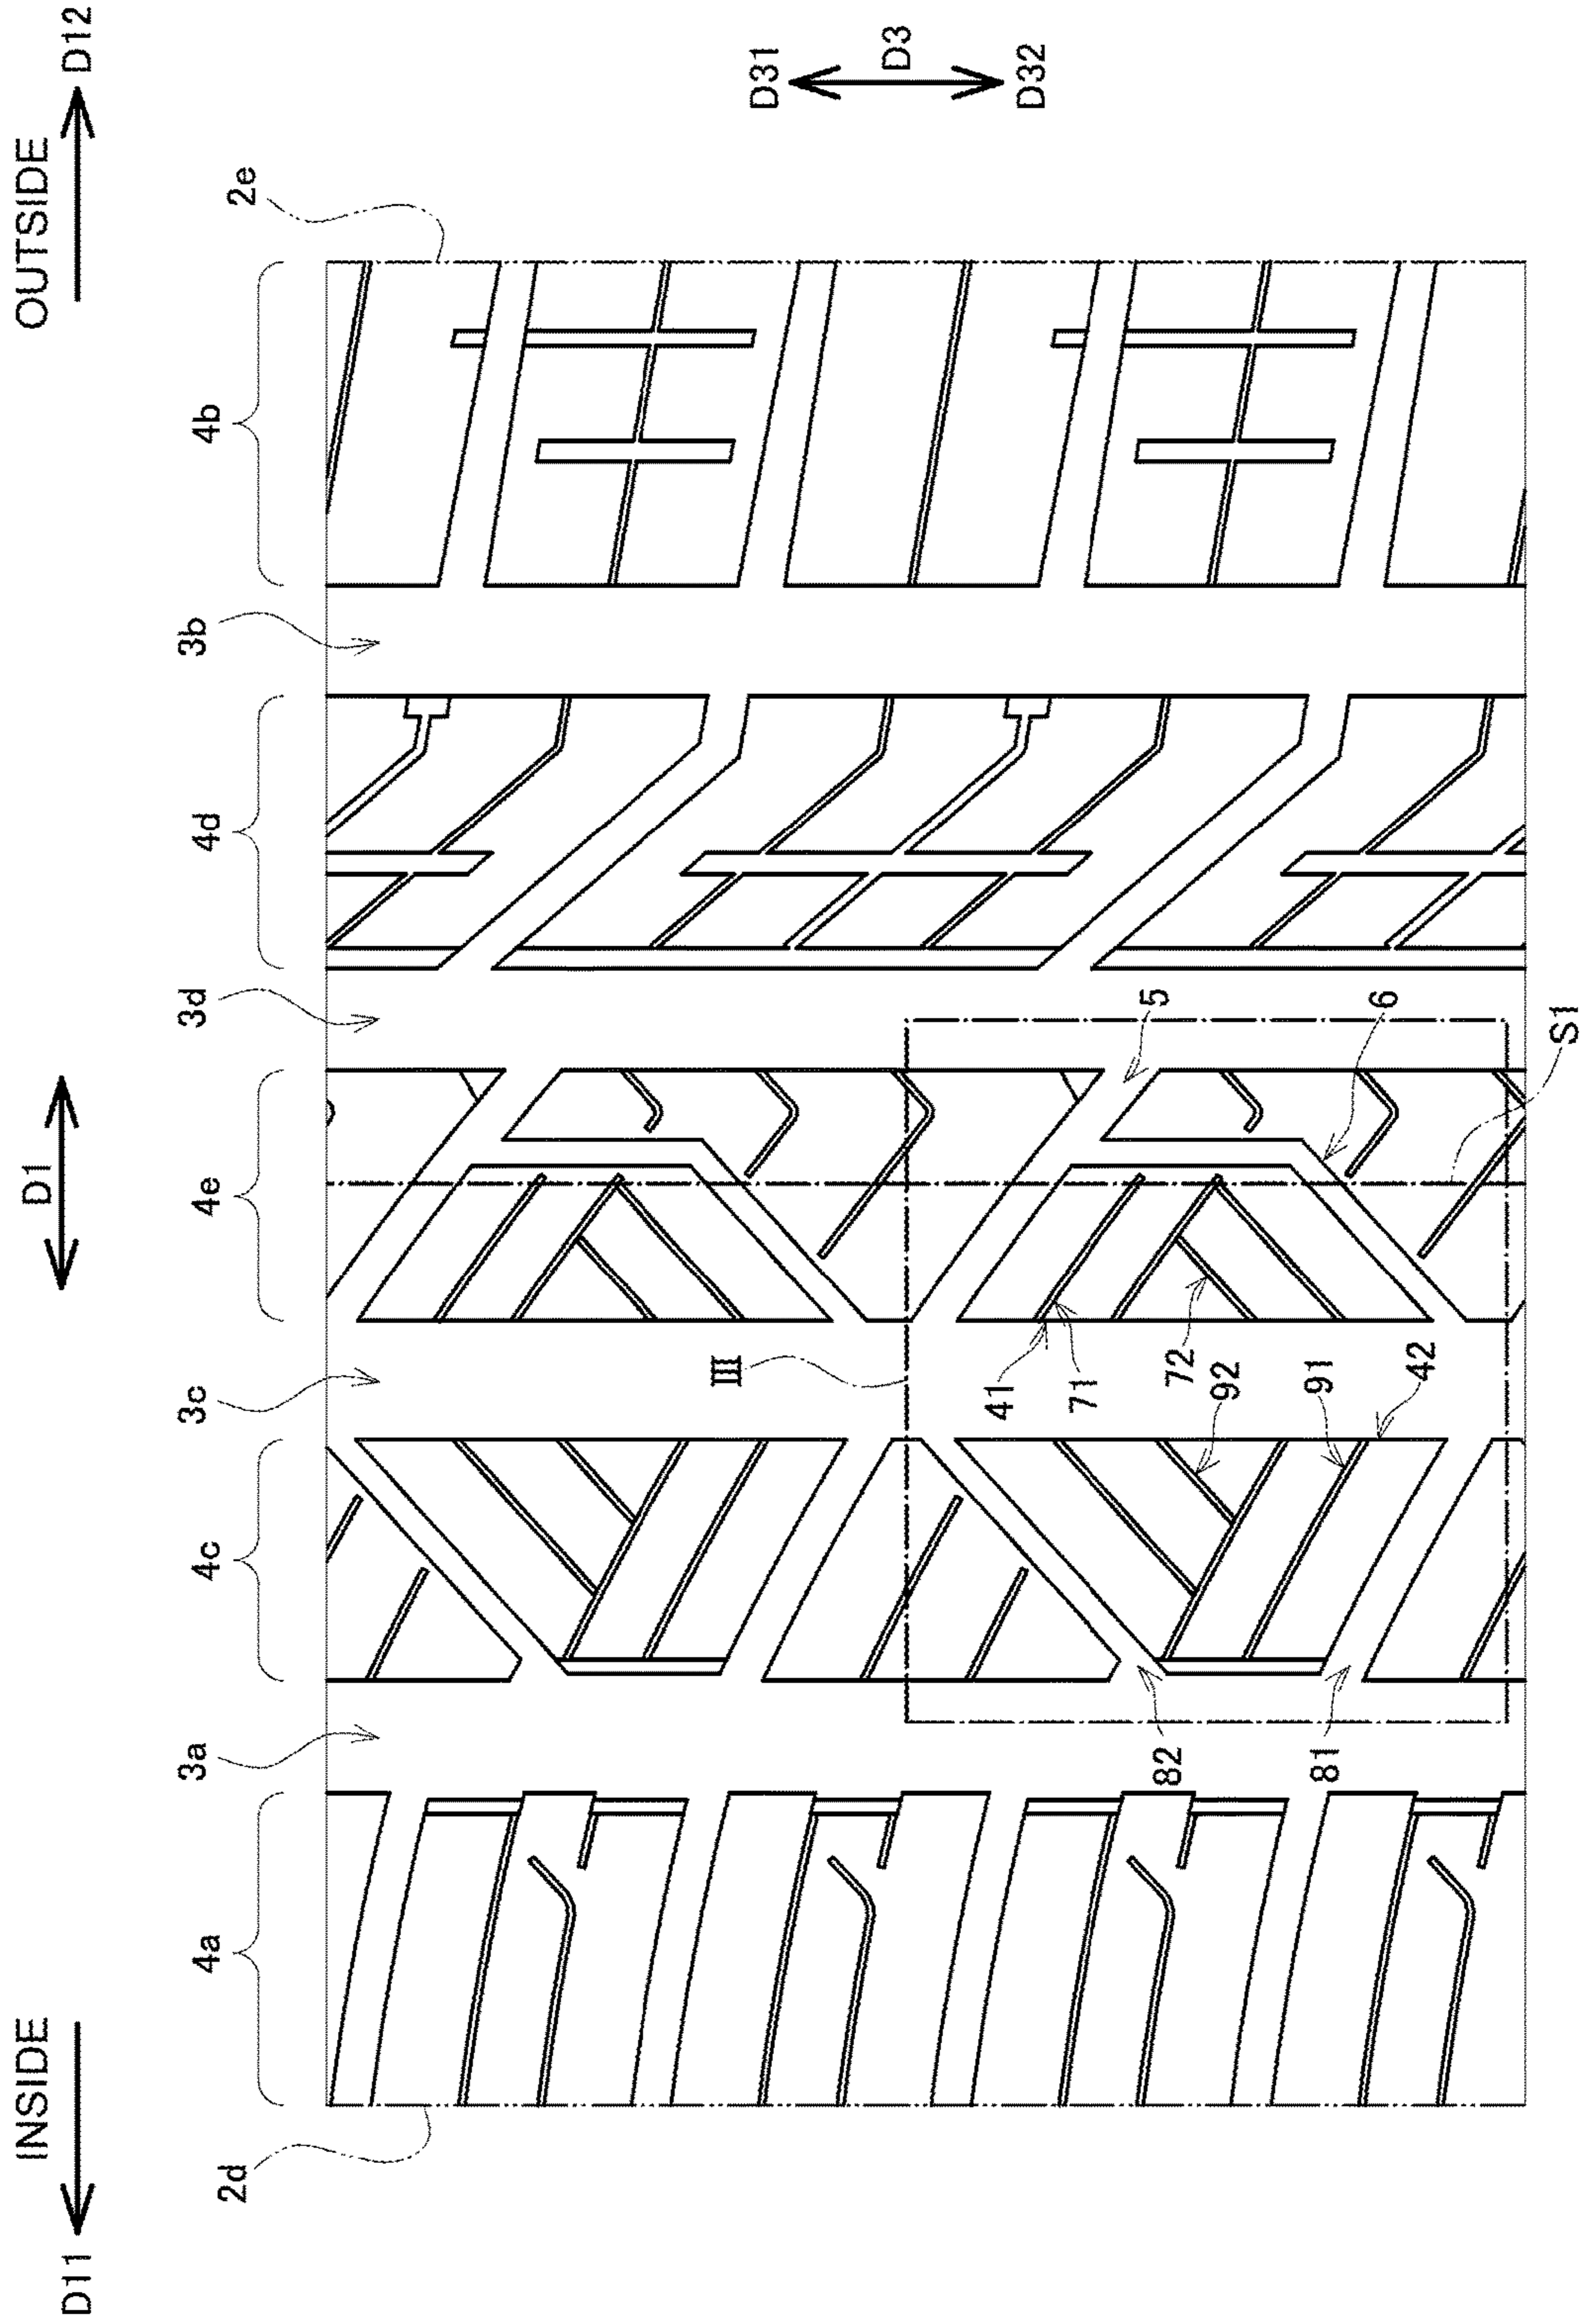 INSIDE
D11
D1
OUTSIDE
D12
4a
3a
4c
3c
4e
3d
4d
3b
4b
2d
2e
D31
D3
D32
III
41
71
72
92
91
42
82
81
5
6
S1